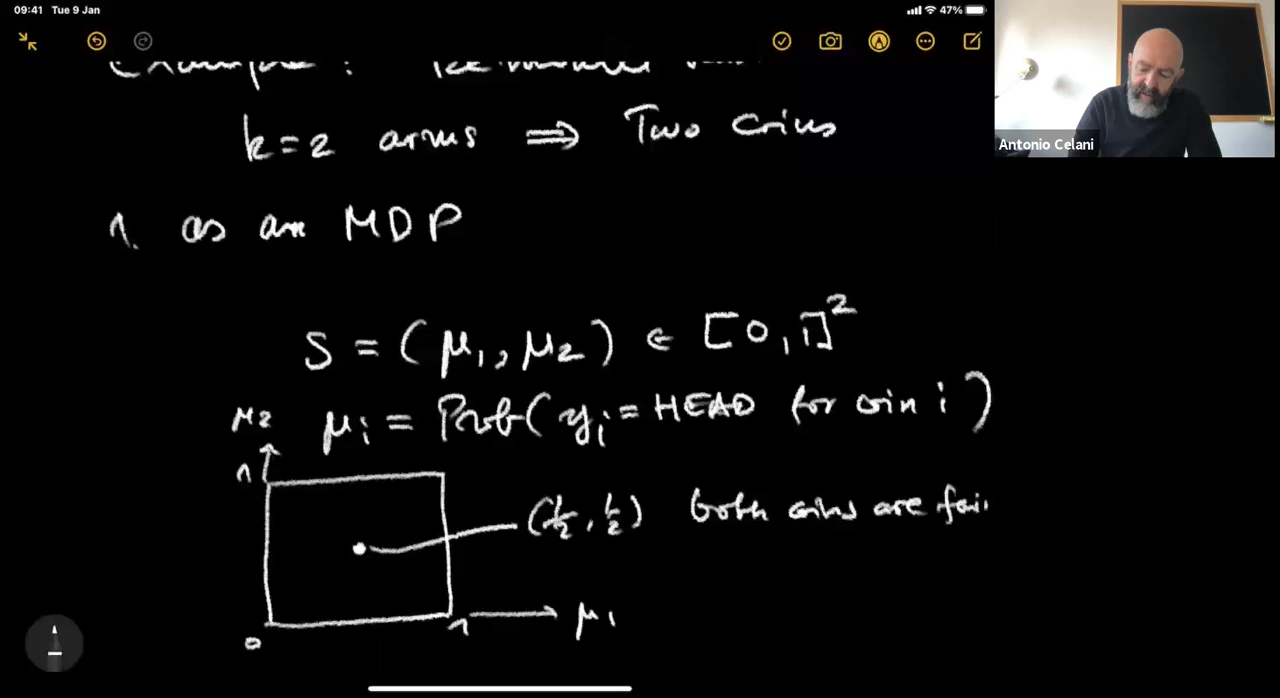 09:41 Tue 9 Jan
47%
Antonio Celani
Example :
k=2 arms ⟹ Two coins
1. as an MDP
S = (μ1, μ2) ∈ [0,1]²
μi = Prob( yi = HEAD for coin i )
μ2
1
(1/2, 1/2) both coins are fair
0
1
μ1